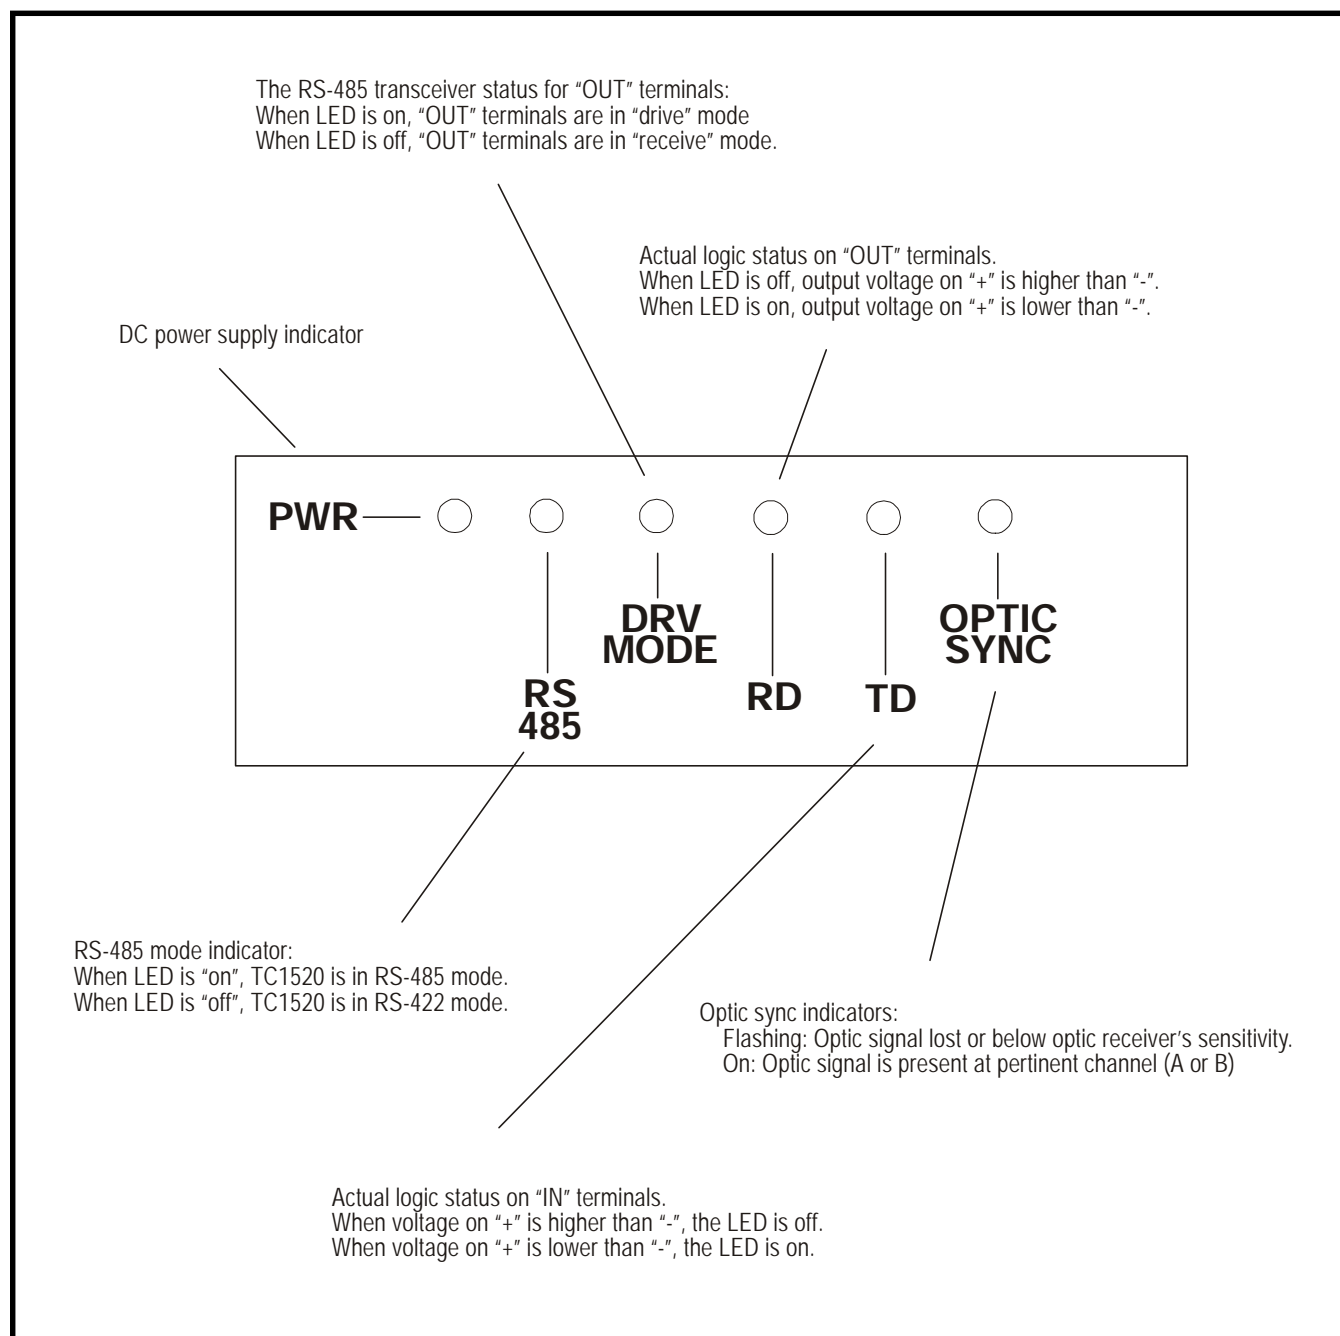 The RS-485 transceiver status for “OUT” terminals:
When LED is on, “OUT” terminals are in “drive” mode
When LED is off, “OUT” terminals are in “receive” mode.
Actual logic status on “OUT” terminals.
When LED is off, output voltage on “+” is higher than “-”.
When LED is on, output voltage on “+” is lower than “-”.
DC power supply indicator
PWR
DRV
MODE
OPTIC
SYNC
RS
485
RD
TD
RS-485 mode indicator:
When LED is “on”, TC1520 is in RS-485 mode.
When LED is “off”, TC1520 is in RS-422 mode.
Optic sync indicators:
Flashing: Optic signal lost or below optic receiver’s sensitivity.
On: Optic signal is present at pertinent channel (A or B)
Actual logic status on “IN” terminals.
When voltage on “+” is higher than “-”, the LED is off.
When voltage on “+” is lower than “-”, the LED is on.